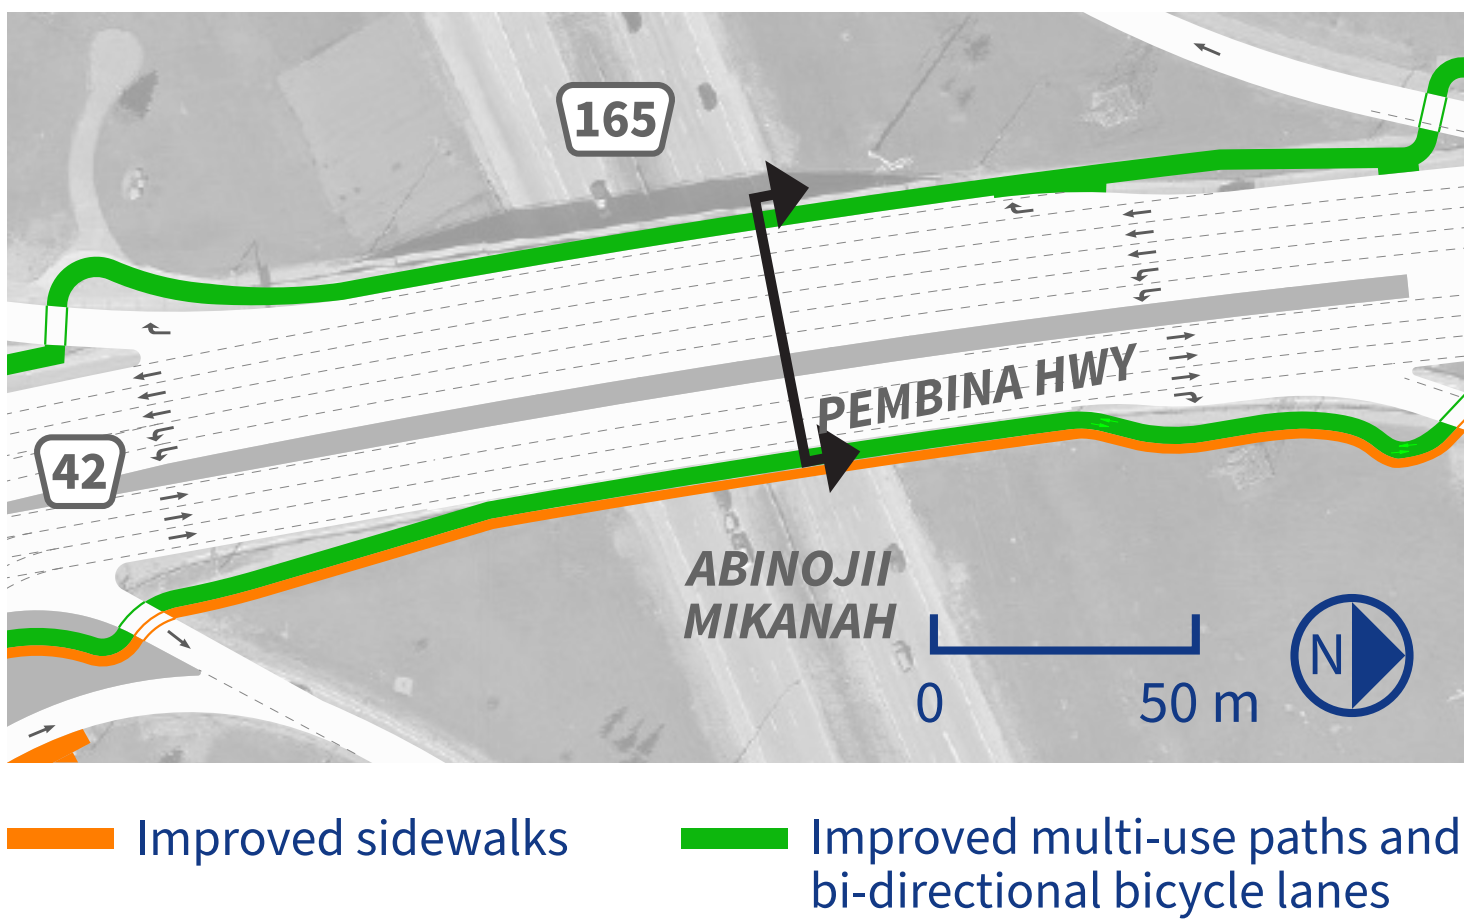 165
PEMBINA HWY
42
ABINOJII
MIKANAH
0 50 m
N
Improved sidewalks
Improved multi-use paths and
bi-directional bicycle lanes